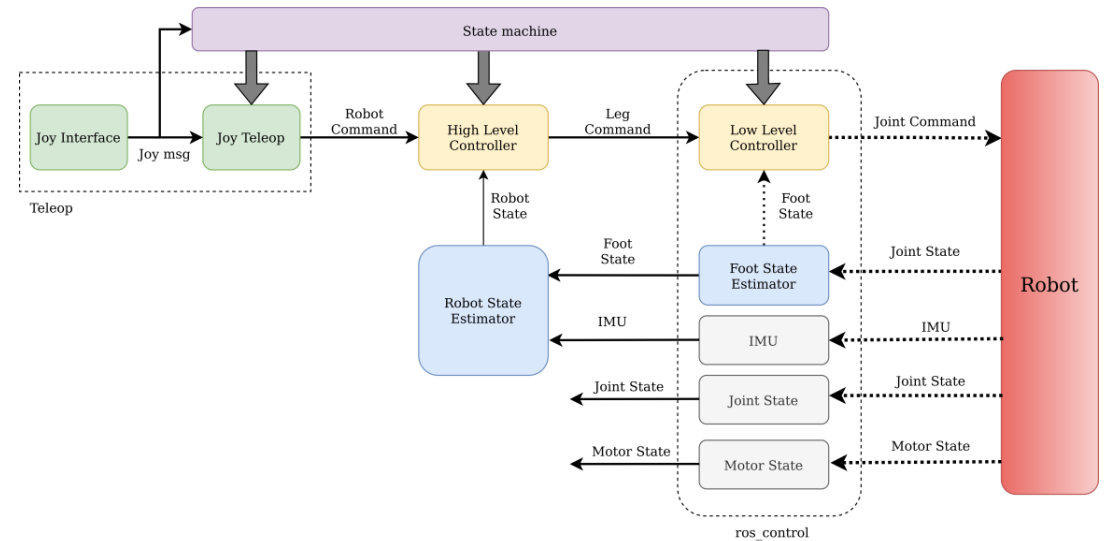 State machine
Joy Interface
Joy msg
Joy Teleop
Teleop
Robot
Command
High Level
Controller
Leg
Command
Low Level
Controller
Joint Command
Robot
State
Foot
State
Foot
State
Joint State
Robot State
Estimator
Foot State
Estimator
Robot
IMU
IMU
IMU
Joint State
Joint State
Joint State
Motor State
Motor State
Motor State
ros_control